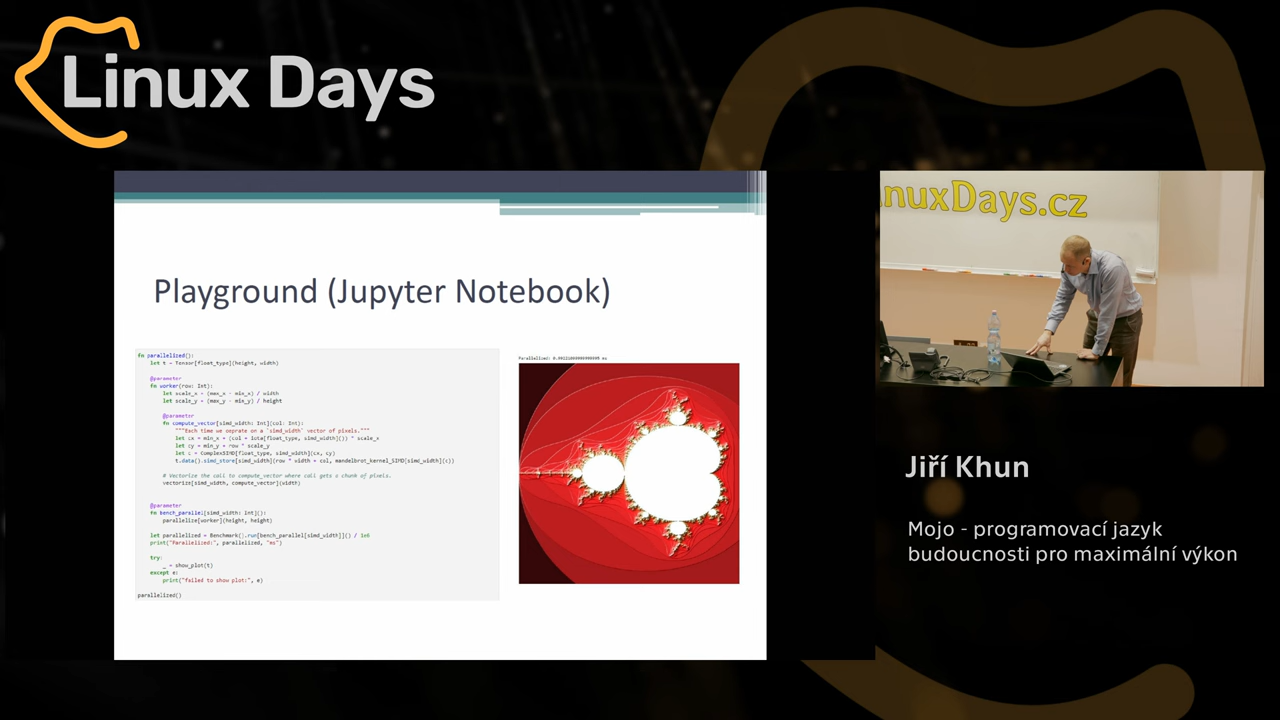 Linux Days
Playground (Jupyter Notebook)
fn parallelized():
let t = Tensor[float_type](height, width)
@parameter
fn worker(row: Int):
let scale_x = (max_x - min_x) / width
let scale_y = (max_y - min_y) / height
@parameter
fn compute_vector[simd_width: Int](col: Int):
"""Each time we oeprate on a `simd_width` vector of pixels."""
let cx = min_x + (col + iota[float_type, simd_width]()) * scale_x
let cy = min_y + row * scale_y
let c = ComplexSIMD[float_type, simd_width](cx, cy)
t.data().simd_store[simd_width](row * width + col, mandelbrot_kernel_SIMD[simd_width](c))
# Vectorize the call to compute_vector where call gets a chunk of pixels.
vectorize[simd_width, compute_vector](width)
@parameter
fn bench_parallel[simd_width: Int]():
parallelize[worker](height, height)
let parallelized = Benchmark().run[bench_parallel[simd_width]]() / 1e6
print("Parallelized:", parallelized, "ms")
try:
_ = show_plot(t)
except e:
print("failed to show plot:", e)
parallelized()
Parallelized: ms
inuxDays.cz
Jiří Khun
Mojo - programovací jazyk
budoucnosti pro maximální výkon